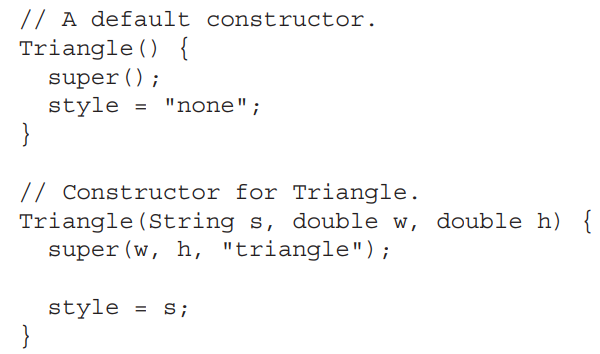 // A default constructor.
Triangle() {
  super();
  style = "none";
}

// Constructor for Triangle.
Triangle(String s, double w, double h) {
  super(w, h, "triangle");

  style = s;
}